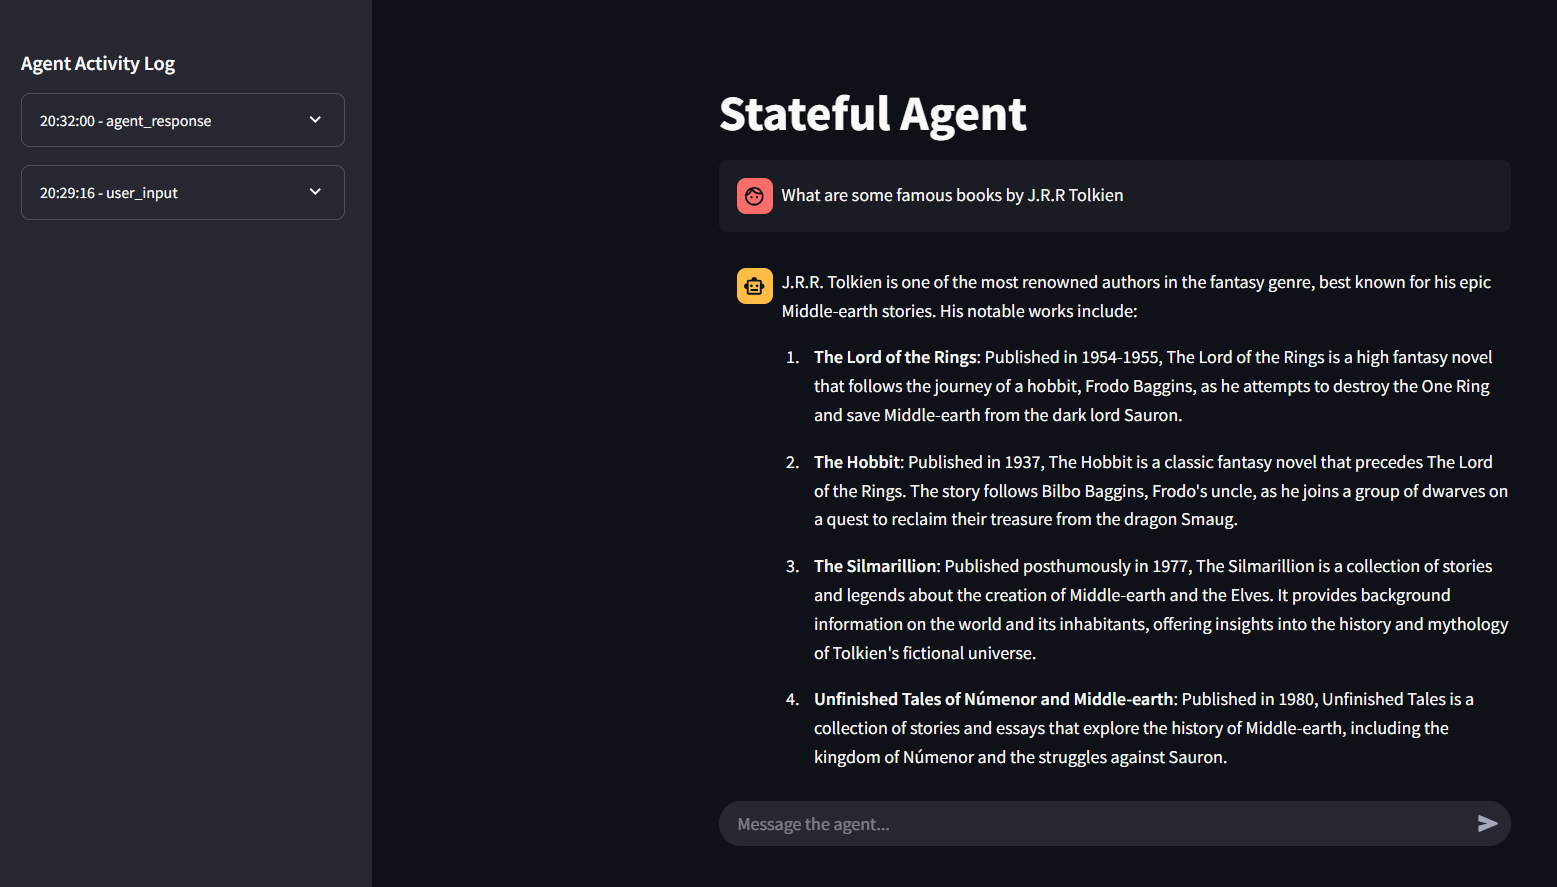 Agent Activity Log
20:32:00 - agent_response
20:29:16 - user_input
Stateful Agent
What are some famous books by J.R.R Tolkien
J.R.R. Tolkien is one of the most renowned authors in the fantasy genre, best known for his epic
Middle-earth stories. His notable works include:
1. The Lord of the Rings: Published in 1954-1955, The Lord of the Rings is a high fantasy novel
that follows the journey of a hobbit, Frodo Baggins, as he attempts to destroy the One Ring
and save Middle-earth from the dark lord Sauron.
2. The Hobbit: Published in 1937, The Hobbit is a classic fantasy novel that precedes The Lord
of the Rings. The story follows Bilbo Baggins, Frodo's uncle, as he joins a group of dwarves on
a quest to reclaim their treasure from the dragon Smaug.
3. The Silmarillion: Published posthumously in 1977, The Silmarillion is a collection of stories
and legends about the creation of Middle-earth and the Elves. It provides background
information on the world and its inhabitants, offering insights into the history and mythology
of Tolkien's fictional universe.
4. Unfinished Tales of Númenor and Middle-earth: Published in 1980, Unfinished Tales is a
collection of stories and essays that explore the history of Middle-earth, including the
kingdom of Númenor and the struggles against Sauron.
Message the agent...